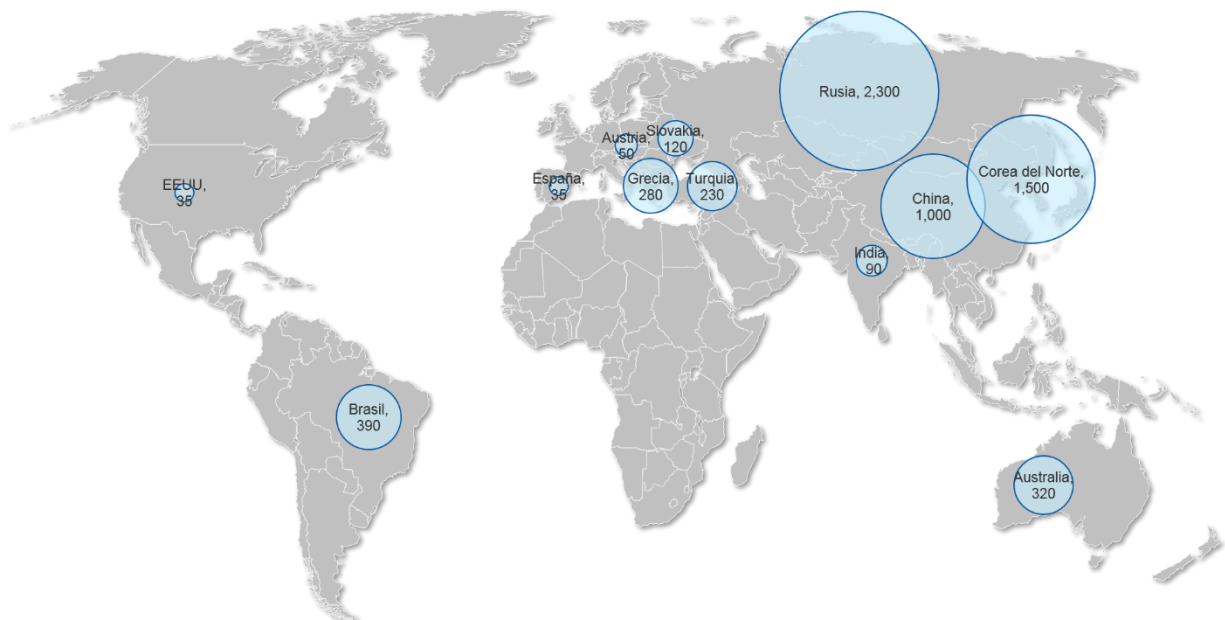 Rusia, 2,300
Slovakia,
120
Austria,
50
Corea del Norte,
1,500
EEUU,
35
España,
35
Grecia,
280
Turquia,
230
China,
1,000
India,
90
Brasil,
390
Australia,
320